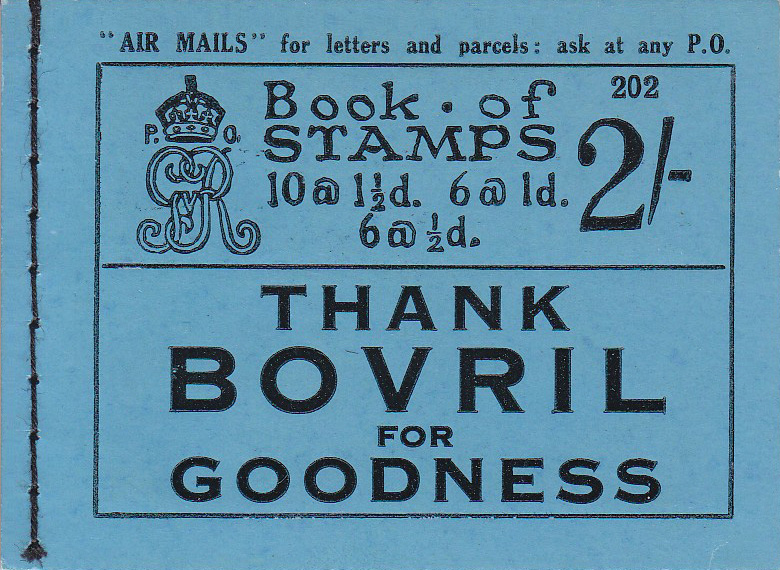 "AIR MAILS" for letters and parcels: ask at any P.O.
202
P. O.
Book · of
STAMPS
2/-
10 @ 1½d. 6 @ 1d.
6 @ ½d.
THANK
BOVRIL
FOR
GOODNESS